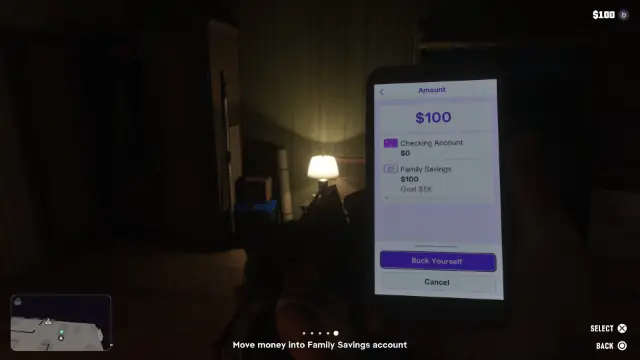 $100
Amount
$100
Checking Account
$0
Family Savings
$100
Goal $5K
Buck Yourself
Cancel
Move money into Family Savings account
SELECT
BACK